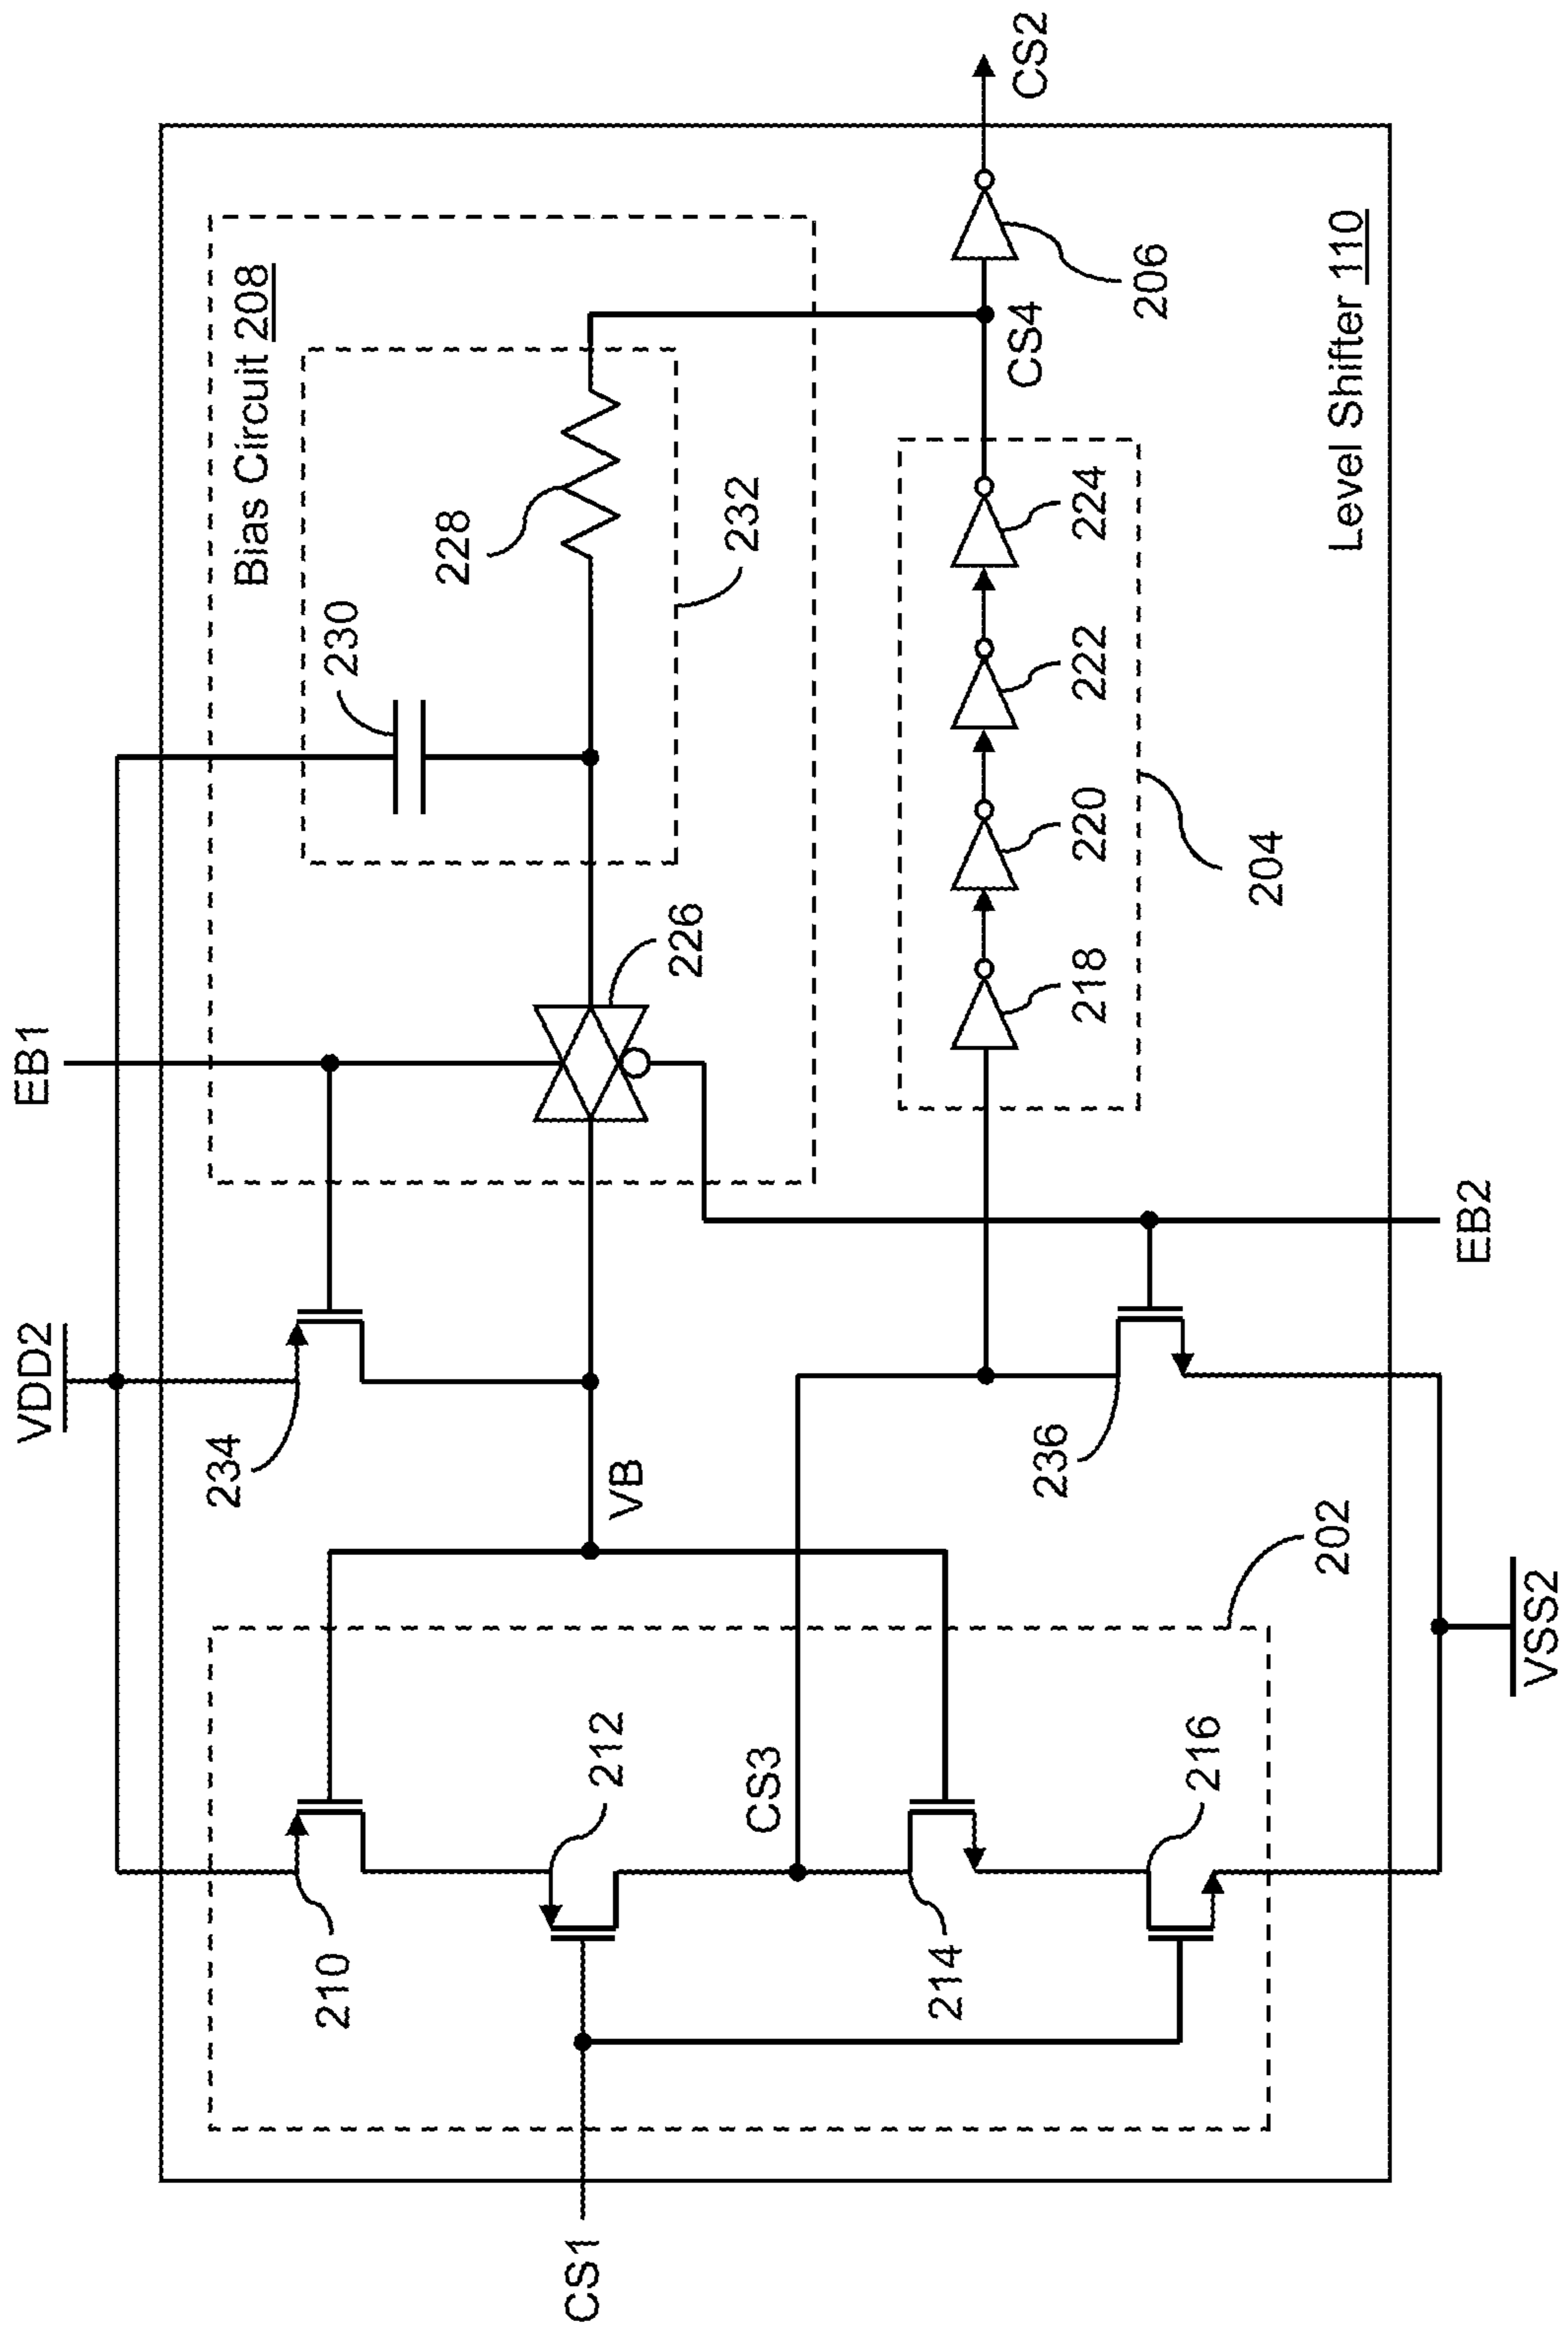 VDD2
EB1
Bias Circuit 208
230
228
232
226
234
VB
210
212
CS1
CS3
214
216
202
236
218
220
222
224
204
CS4
206
CS2
Level Shifter 110
EB2
VSS2